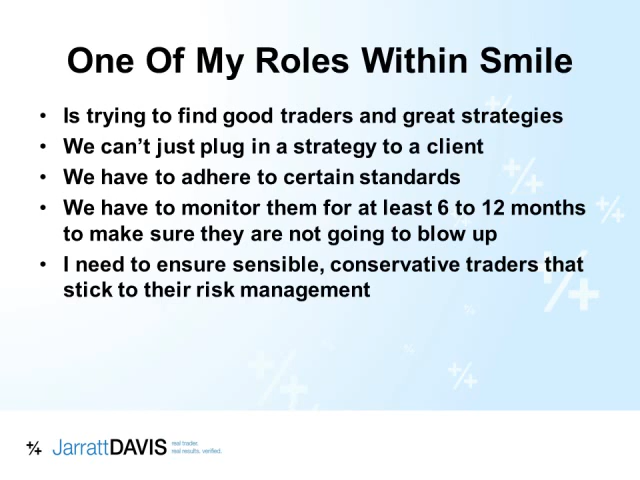 One Of My Roles Within Smile
• Is trying to find good traders and great strategies
• We can't just plug in a strategy to a client
• We have to adhere to certain standards
• We have to monitor them for at least 6 to 12 months
to make sure they are not going to blow up
• I need to ensure sensible, conservative traders that
stick to their risk management
+/- JarrattDAVIS
real trades
real results, verified.